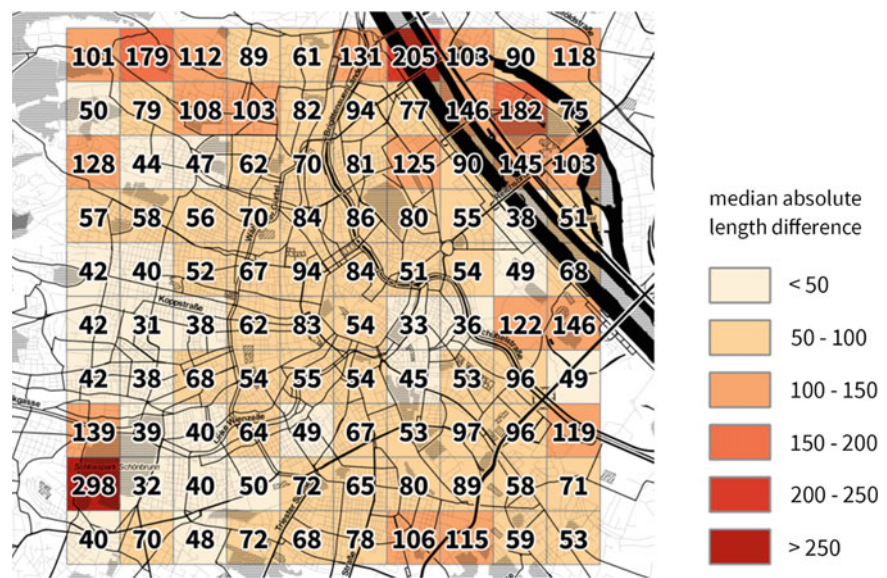 101 179 112 89 61 131 205 103 90 118
50 79 108 103 82 94 77 146 182 75
128 44 47 62 70 81 125 90 145 103
57 58 56 70 84 86 80 55 38 51
42 40 52 67 94 84 51 54 49 68
Koppstraße
42 31 38 62 83 54 33 36 122 146
42 38 68 54 55 54 45 53 96 49
139 39 40 64 49 67 53 97 96 119
Linke Wienzeile
Schlosspark Schönbrunn
298 32 40 50 72 65 80 89 58 71
40 70 48 72 68 78 106 115 59 53
median absolute
length difference
< 50
50 - 100
100 - 150
150 - 200
200 - 250
> 250